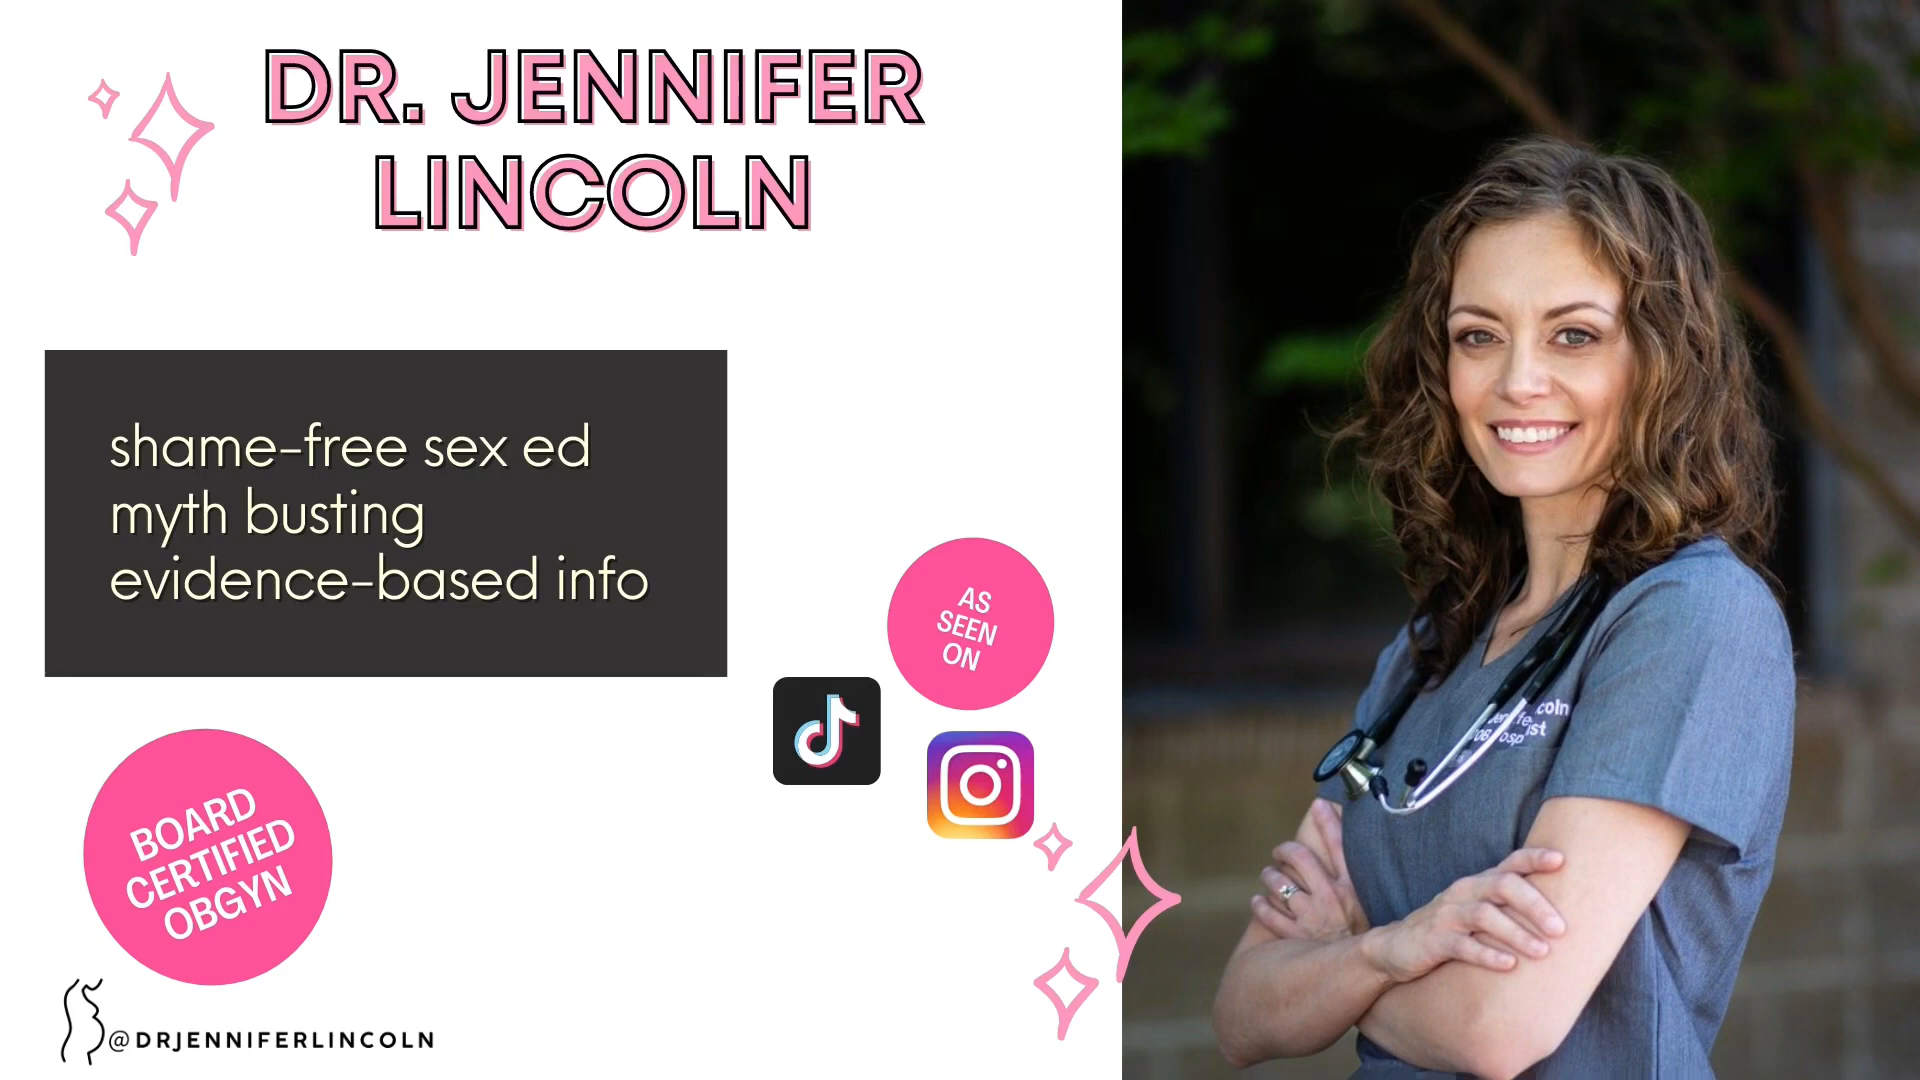 DR. JENNIFER
LINCOLN
shame-free sex ed
myth busting
evidence-based info
AS
SEEN
ON
BOARD
CERTIFIED
OBGYN
@DRJENNIFERLINCOLN